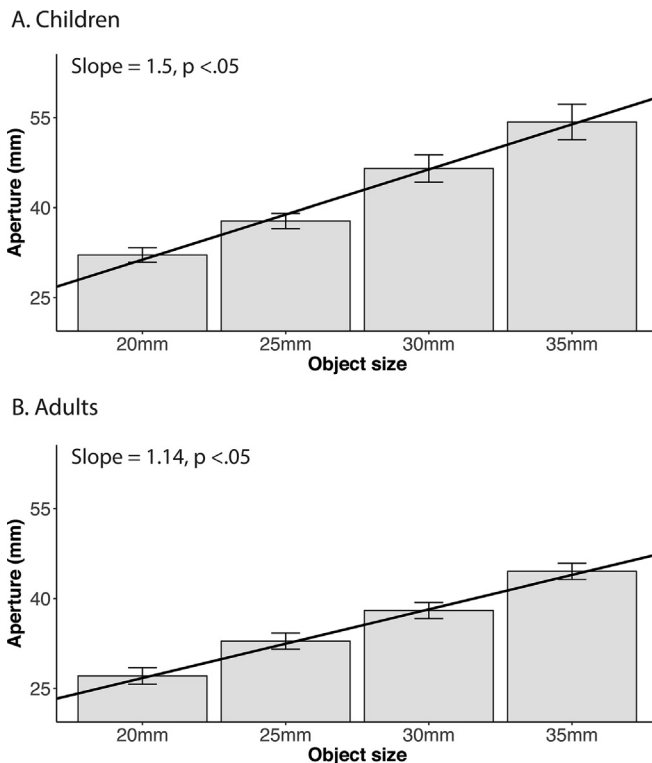 A. Children
Slope = 1.5, p <.05
55
40
25
Aperture (mm)
20mm 25mm 30mm 35mm
Object size
B. Adults
Slope = 1.14, p <.05
55
40
25
Aperture (mm)
20mm 25mm 30mm 35mm
Object size